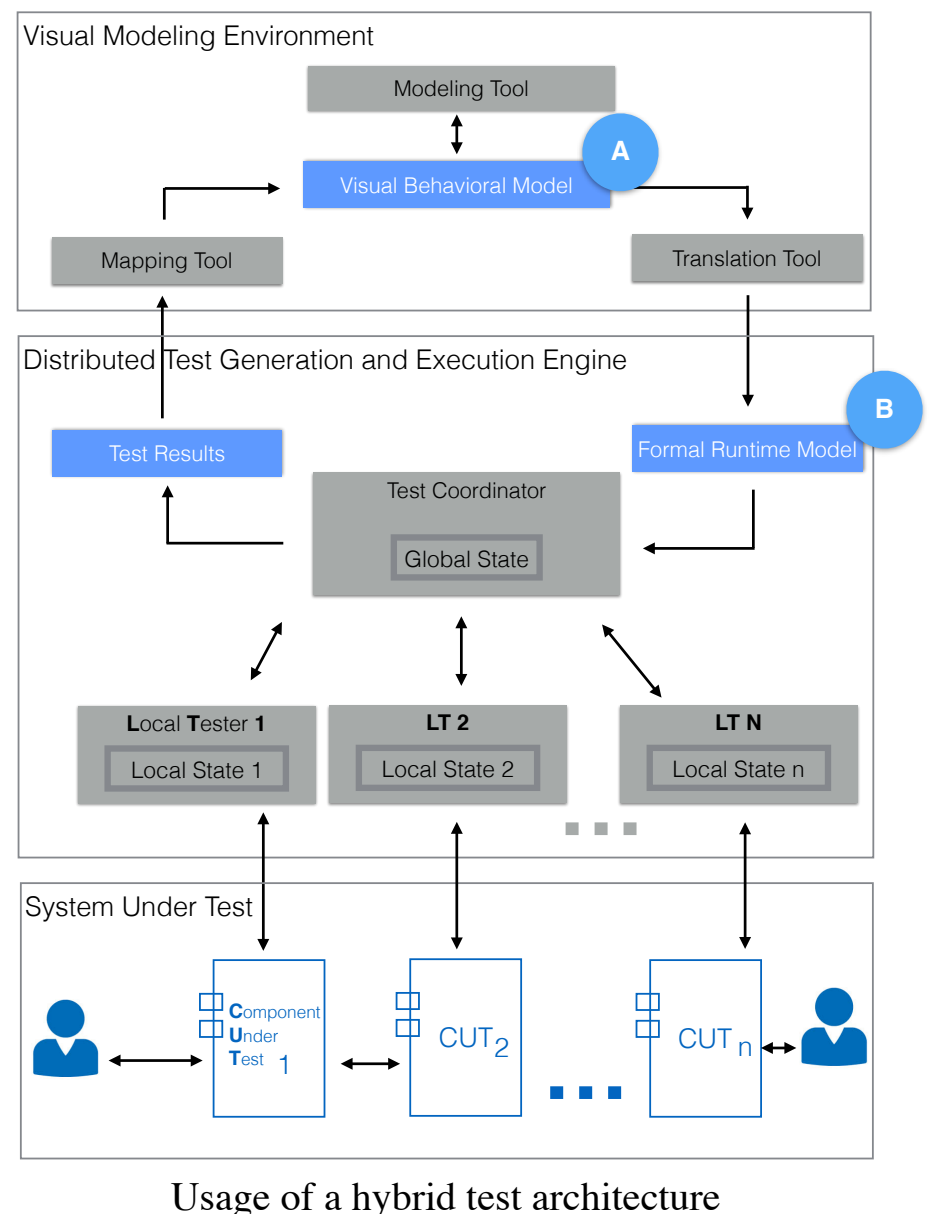 Visual Modeling Environment
Modeling Tool
A
Visual Behavioral Model
Mapping Tool
Translation Tool
Distributed Test Generation and Execution Engine
B
Test Results
Formal Runtime Model
Test Coordinator
Global State
Local Tester 1
Local State 1
LT 2
Local State 2
LT N
Local State n
System Under Test
Component
Under
Test 1
CUT2
CUT n
Usage of a hybrid test architecture